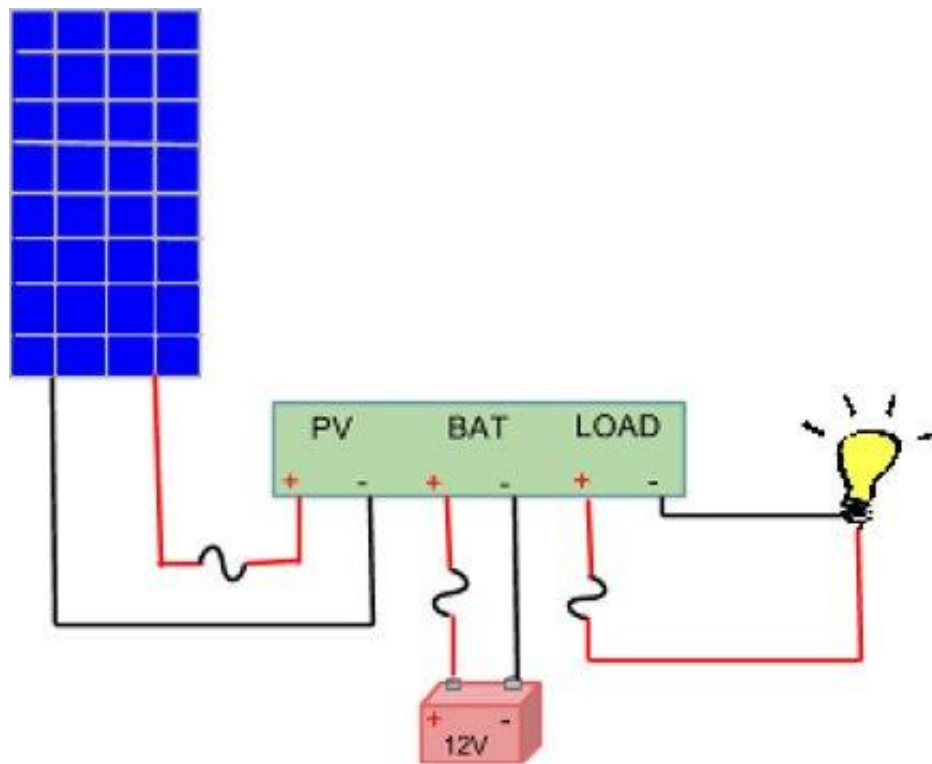 PV BAT LOAD
+ - + - + -
+ -
12V